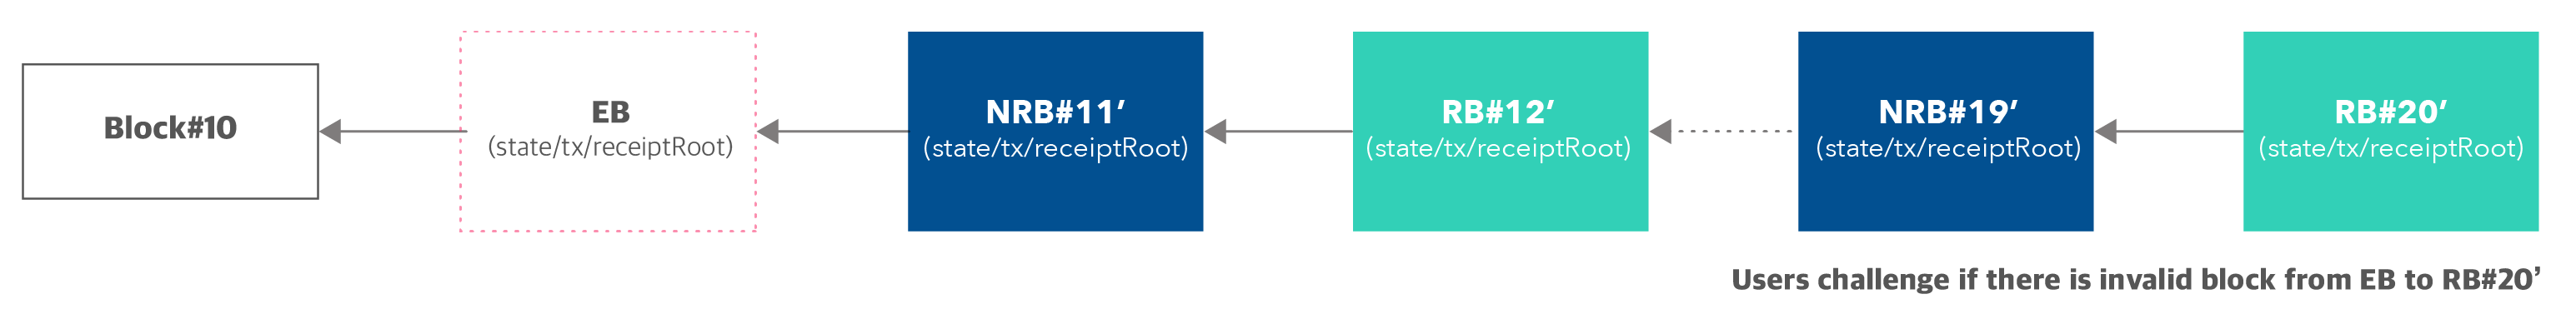 Block#10
EB
(state/tx/receiptRoot)
NRB#11’
(state/tx/receiptRoot)
RB#12’
(state/tx/receiptRoot)
NRB#19’
(state/tx/receiptRoot)
RB#20’
(state/tx/receiptRoot)
Users challenge if there is invalid block from EB to RB#20’